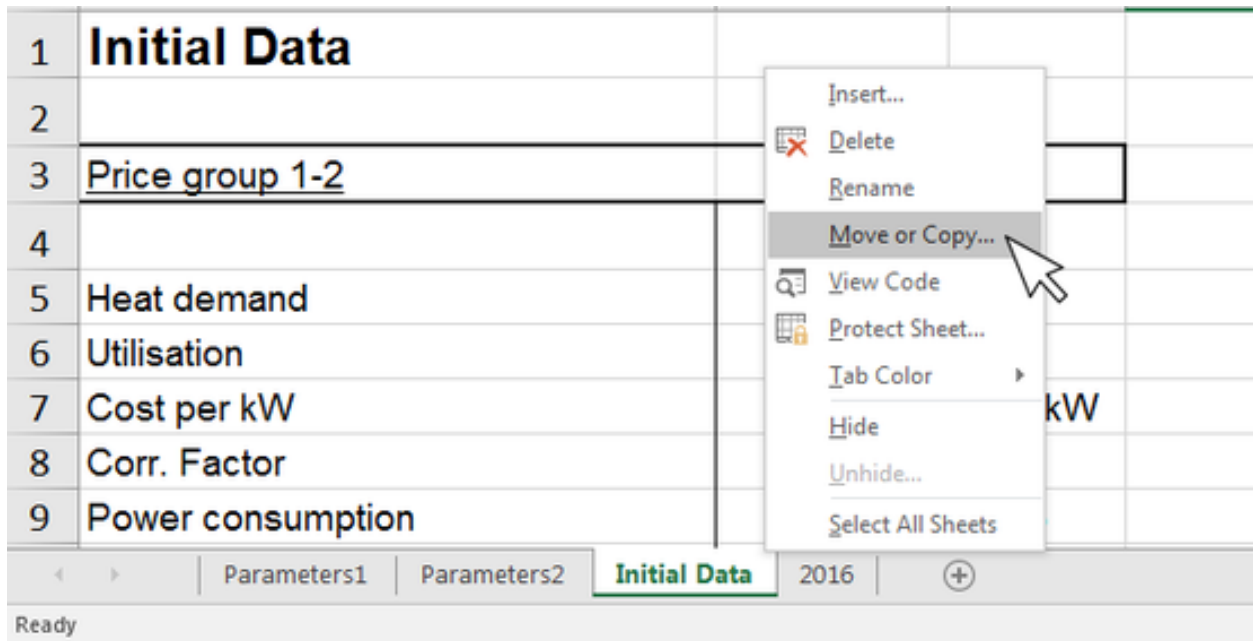 1 Initial Data
2
3 Price group 1-2
4
5 Heat demand
6 Utilisation
7 Cost per kW kW
8 Corr. Factor
9 Power consumption
Insert...
Delete
Rename
Move or Copy...
View Code
Protect Sheet...
Tab Color
Hide
Unhide...
Select All Sheets
Parameters1 Parameters2 Initial Data 2016
Ready